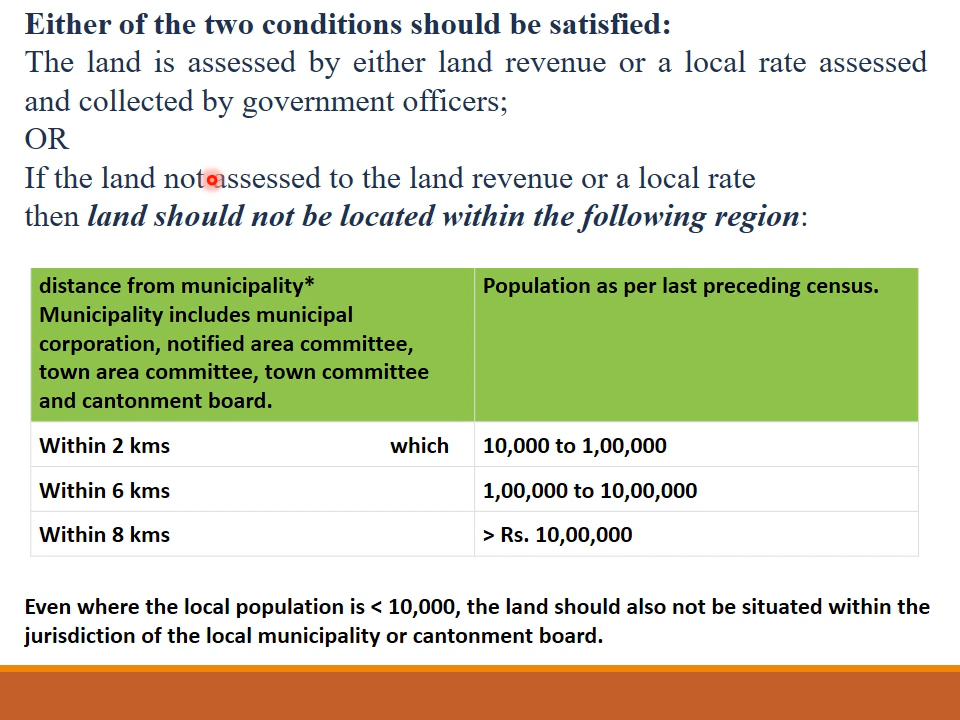 Either of the two conditions should be satisfied:
The land is assessed by either land revenue or a local rate assessed
and collected by government officers;
OR
If the land not assessed to the land revenue or a local rate
then land should not be located within the following region:
distance from municipality*
Municipality includes municipal
corporation, notified area committee,
town area committee, town committee
and cantonment board.
Population as per last preceding census.
Within 2 kms which 10,000 to 1,00,000
Within 6 kms 1,00,000 to 10,00,000
Within 8 kms > Rs. 10,00,000
Even where the local population is < 10,000, the land should also not be situated within the
jurisdiction of the local municipality or cantonment board.